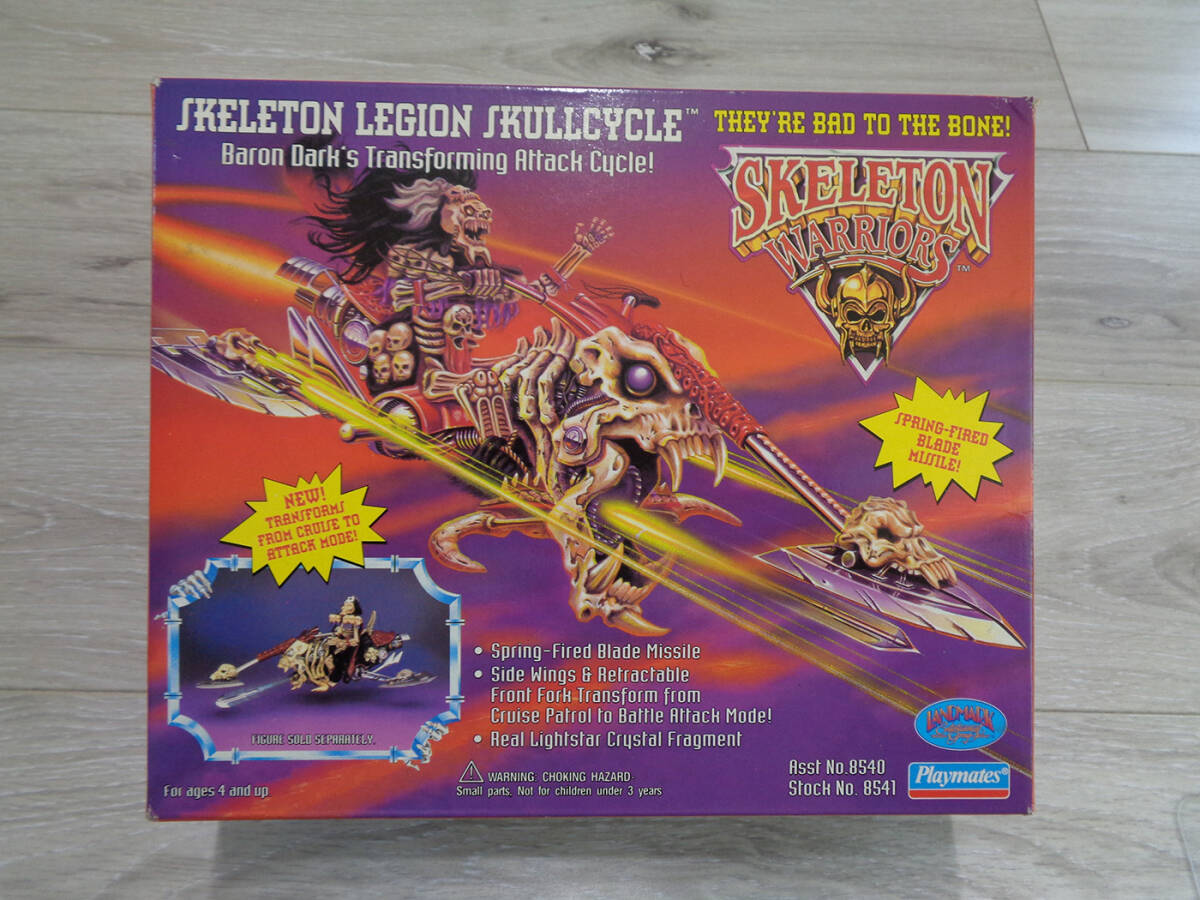 SKELETON LEGION SKULLCYCLE™
Baron Dark's Transforming Attack Cycle!
THEY'RE BAD TO THE BONE!
SKELETON
WARRIORS™
SPRING-FIRED
BLADE
MISSILE!
NEW!
TRANSFORMS
FROM CRUISE TO
ATTACK MODE!
FIGURE SOLD SEPARATELY.
• Spring-Fired Blade Missile
• Side Wings & Retractable
Front Fork Transform from
Cruise Patrol to Battle Attack Mode!
• Real Lightstar Crystal Fragment
For ages 4 and up
⚠ WARNING: CHOKING HAZARD-
Small parts. Not for children under 3 years
Asst No.8540
Stock No. 8541
LANDMARK
Playmates®